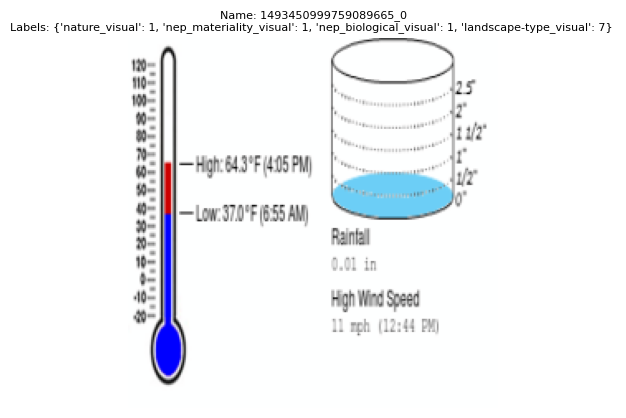 Name: 1493450999759089665_0
Labels: {'nature_visual': 1, 'nep_materiality_visual': 1, 'nep_biological_visual': 1, 'landscape-type_visual': 7}
120
110
100
90
80
70
60
50
40
30
20
10
0
-10
-20
High: 64.3°F (4:05 PM)
Low: 37.0°F (6:55 AM)
2.5"
2"
1 1/2"
1"
1/2"
0"
Rainfall
0.01 in
High Wind Speed
11 mph (12:44 PM)